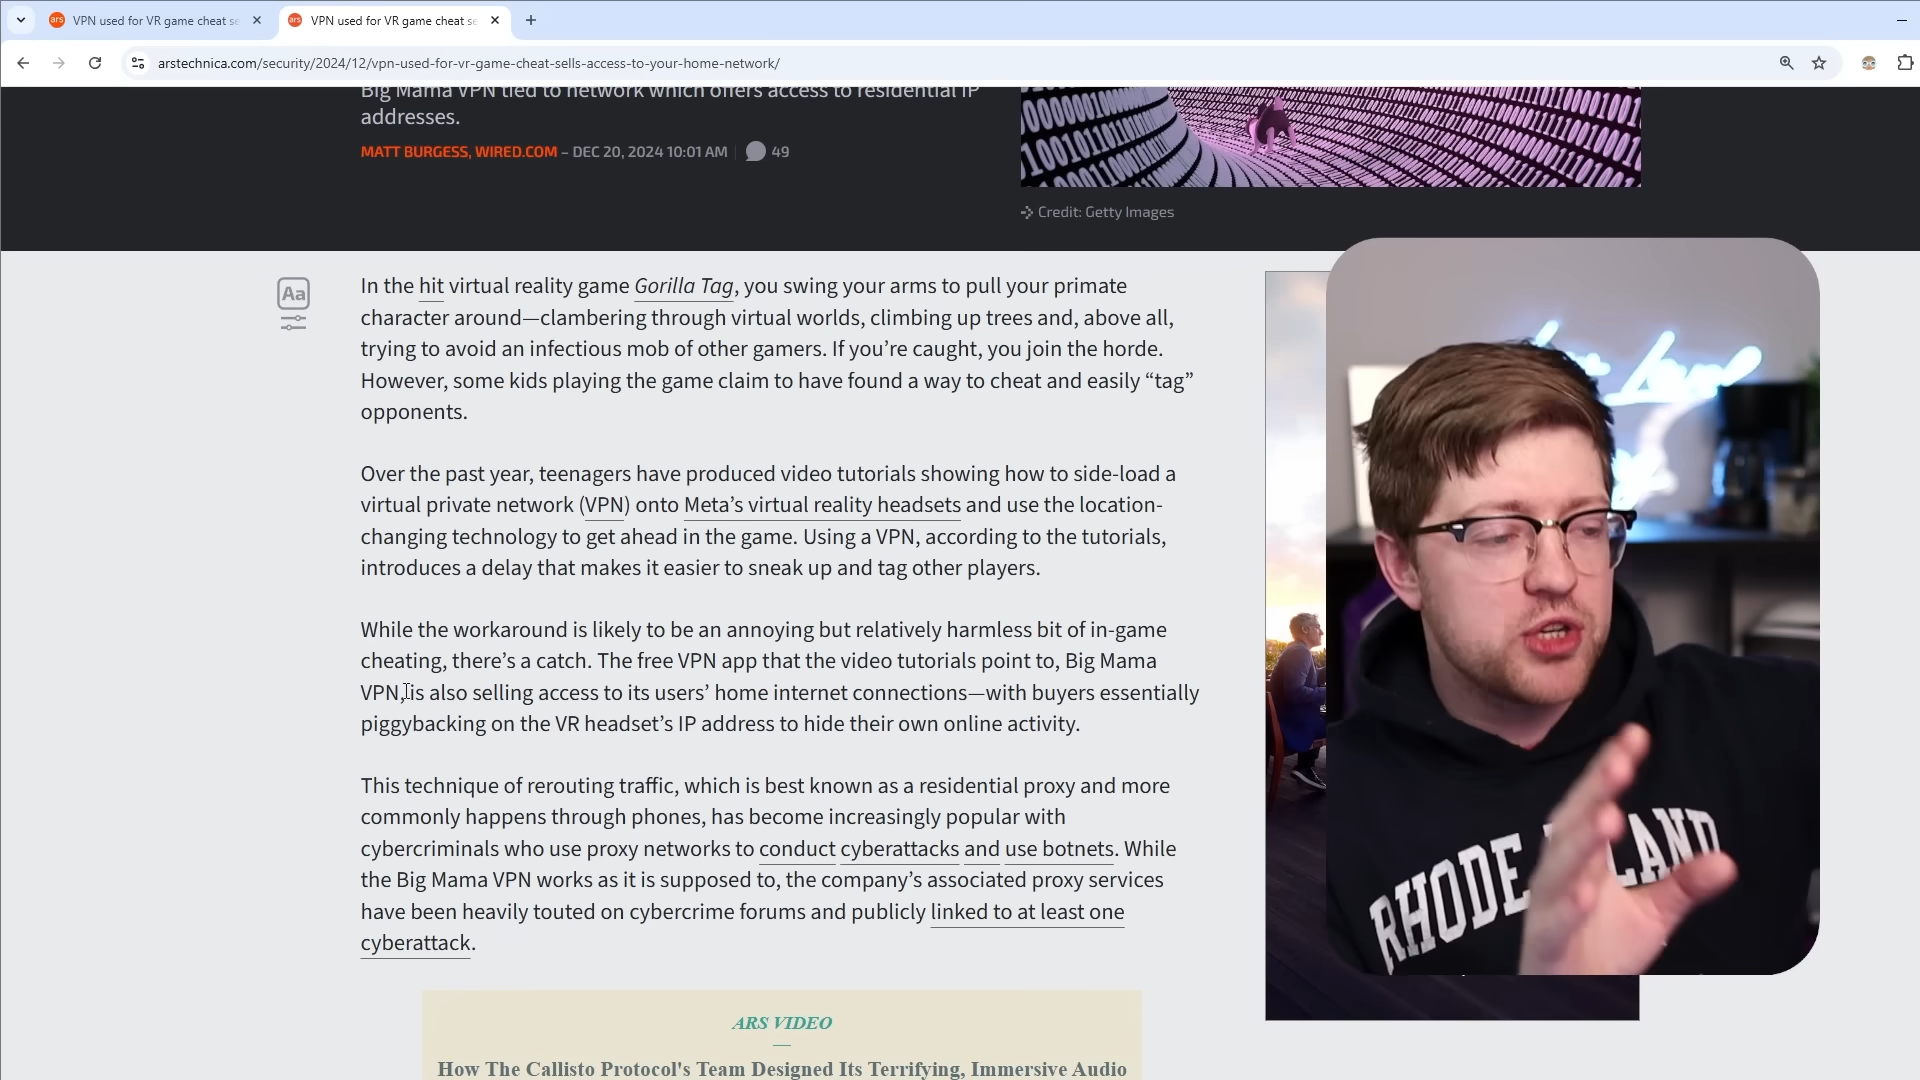 VPN used for VR game cheat se
VPN used for VR game cheat se
arstechnica.com/security/2024/12/vpn-used-for-vr-game-cheat-sells-access-to-your-home-network/
Big Mama VPN tied to network which offers access to residential IP
addresses.
MATT BURGESS, WIRED.COM – DEC 20, 2024 10:01 AM 49
Credit: Getty Images
Aa
In the hit virtual reality game Gorilla Tag, you swing your arms to pull your primate
character around—clambering through virtual worlds, climbing up trees and, above all,
trying to avoid an infectious mob of other gamers. If you’re caught, you join the horde.
However, some kids playing the game claim to have found a way to cheat and easily “tag”
opponents.
Over the past year, teenagers have produced video tutorials showing how to side-load a
virtual private network (VPN) onto Meta’s virtual reality headsets and use the location-
changing technology to get ahead in the game. Using a VPN, according to the tutorials,
introduces a delay that makes it easier to sneak up and tag other players.
While the workaround is likely to be an annoying but relatively harmless bit of in-game
cheating, there’s a catch. The free VPN app that the video tutorials point to, Big Mama
VPN, is also selling access to its users’ home internet connections—with buyers essentially
piggybacking on the VR headset’s IP address to hide their own online activity.
This technique of rerouting traffic, which is best known as a residential proxy and more
commonly happens through phones, has become increasingly popular with
cybercriminals who use proxy networks to conduct cyberattacks and use botnets. While
the Big Mama VPN works as it is supposed to, the company’s associated proxy services
have been heavily touted on cybercrime forums and publicly linked to at least one
cyberattack.
ARS VIDEO
How The Callisto Protocol's Team Designed Its Terrifying, Immersive Audio
RHODE